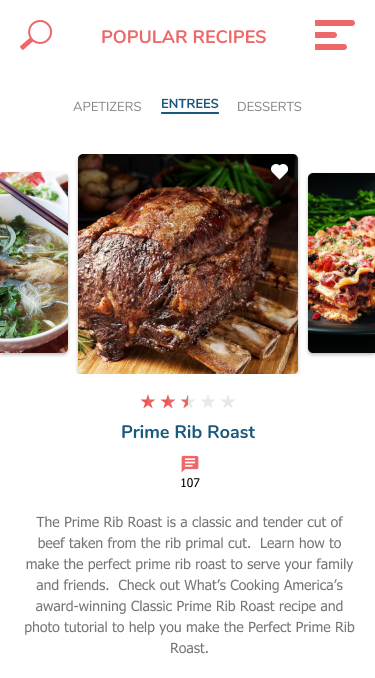 POPULAR RECIPES
APETIZERS ENTREES DESSERTS
Prime Rib Roast
107
The Prime Rib Roast is a classic and tender cut of
beef taken from the rib primal cut.  Learn how to
make the perfect prime rib roast to serve your family
and friends.  Check out What's Cooking America's
award-winning Classic Prime Rib Roast recipe and
photo tutorial to help you make the Perfect Prime Rib
Roast.